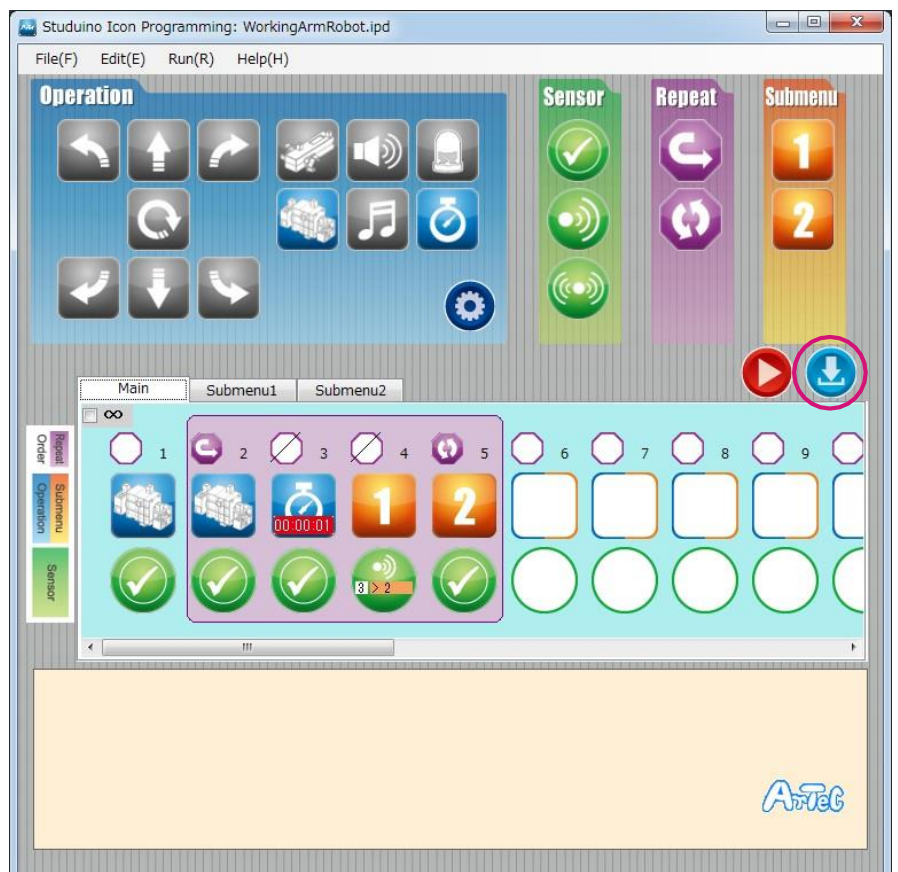 Studuino Icon Programming: WorkingArmRobot.ipd
File(F) Edit(E) Run(R) Help(H)
Operation
Sensor
Repeat
Submenu
1
2
Main
Submenu1
Submenu2
∞
Repeat
Order
1
2
3
4
5
6
7
8
9
Submenu
Operation
00:00:01
1
2
Sensor
3 > 2
ArTeC